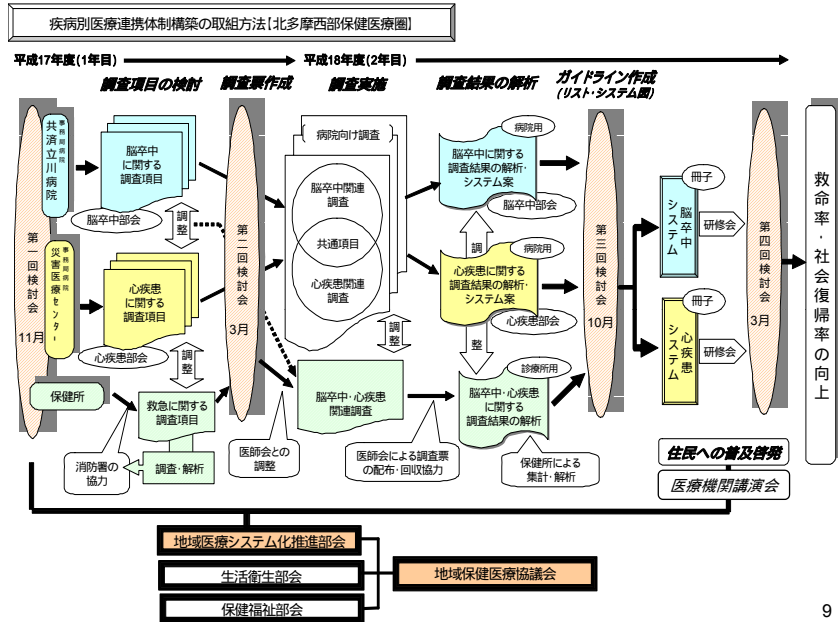 疾病別医療連携体制構築の取組方法【北多摩西部保健医療圏】
平成17年度(1年目)
平成18年度(2年目)
調査項目の検討
調査票作成
調査実施
調査結果の解析
ガイドライン作成
(リスト・システム図)
第一回検討会
11月
事務局病院
共済立川病院
事務局病院
災害医療センター
保健所
脳卒中
に関する
調査項目
脳卒中部会
調整
心疾患
に関する
調査項目
心疾患部会
調整
救急に関する
調査項目
調査・解析
消防署の
協力
第二回検討会
3月
医師会との
調整
病院向け調査
脳卒中関連
調査
共通項目
心疾患関連
調査
調整
脳卒中・心疾患
関連調査
医師会による調査票
の配布・回収協力
病院用
脳卒中に関する
調査結果の解析・
システム案
脳卒中部会
調
病院用
心疾患に関する
調査結果の解析・
システム案
心疾患部会
整
診療所用
脳卒中・心疾患
に関する
調査結果の解析
保健所による
集計・解析
第三回検討会
10月
冊子
脳卒中
システム
研修会
冊子
心疾患
システム
研修会
第四回検討会
3月
救命率・社会復帰率の向上
住民への普及啓発
医療機関講演会
地域医療システム化推進部会
生活衛生部会
保健福祉部会
地域保健医療協議会
9